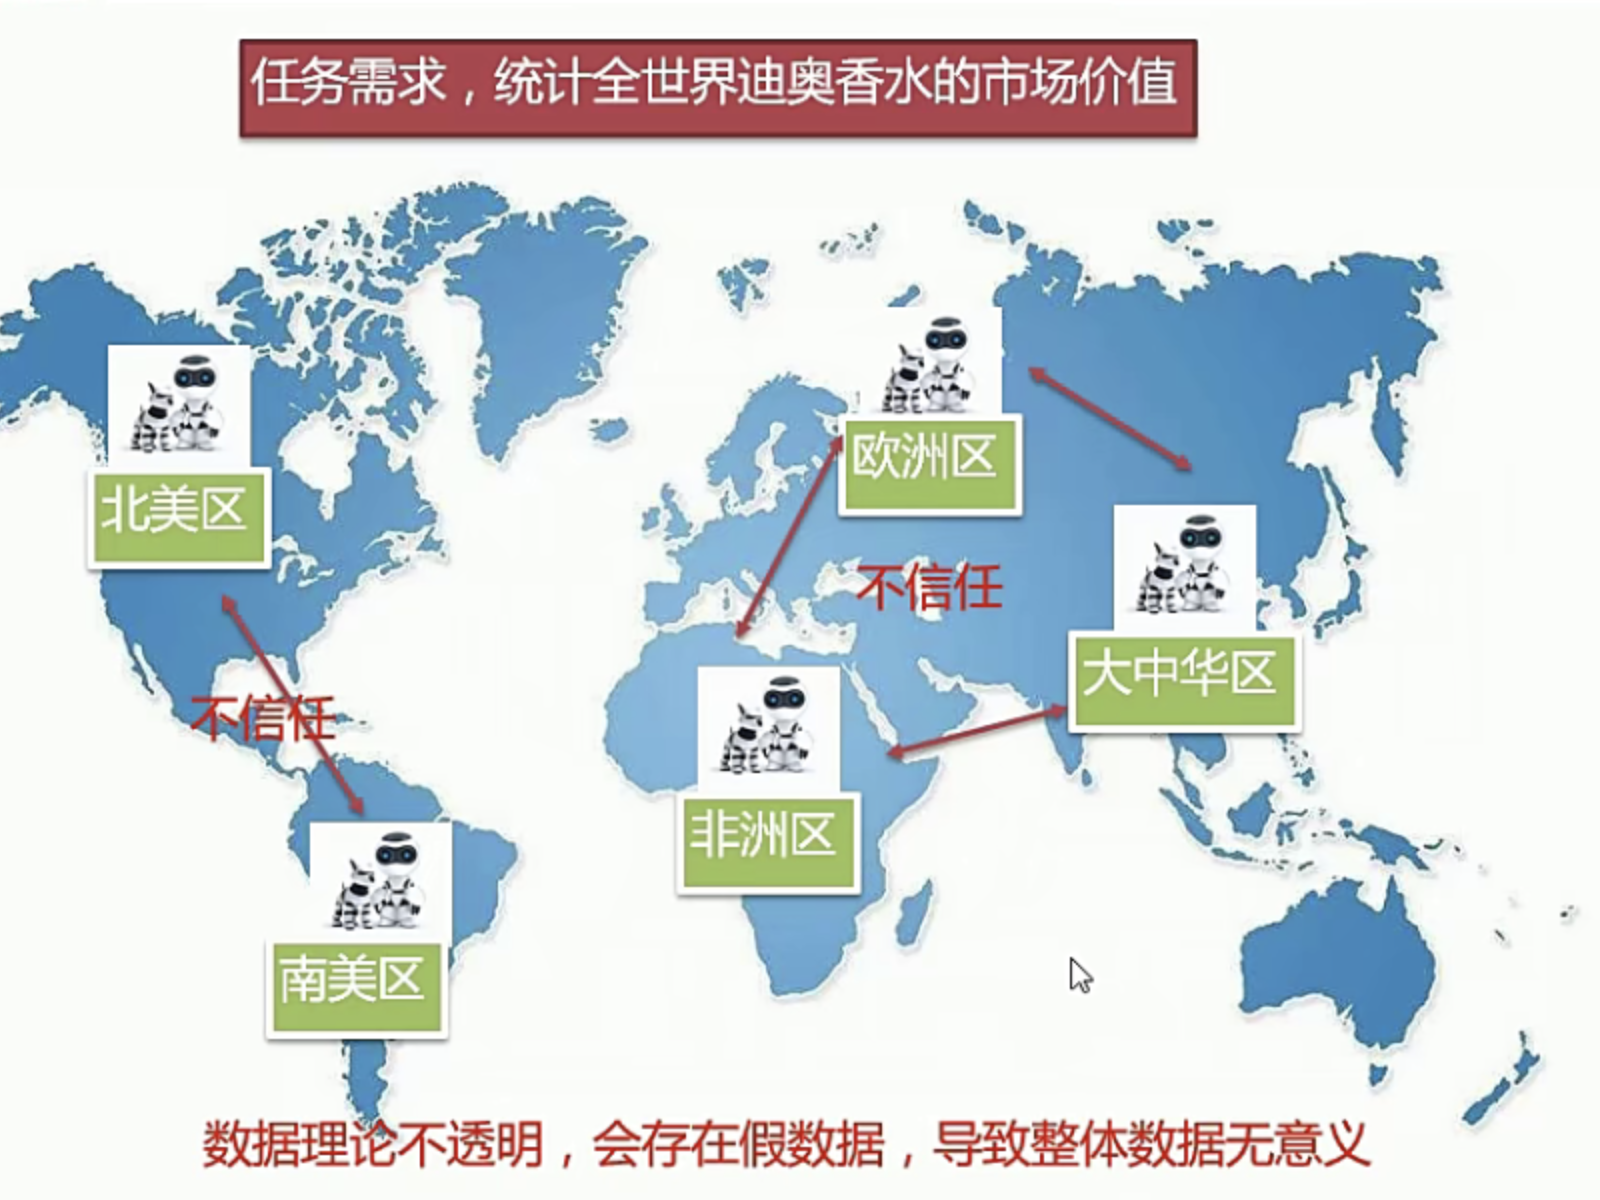 任务需求，统计全世界迪奥香水的市场价值
欧洲区
北美区
不信任
大中华区
不信任
非洲区
南美区
数据理论不透明，会存在假数据，导致整体数据无意义